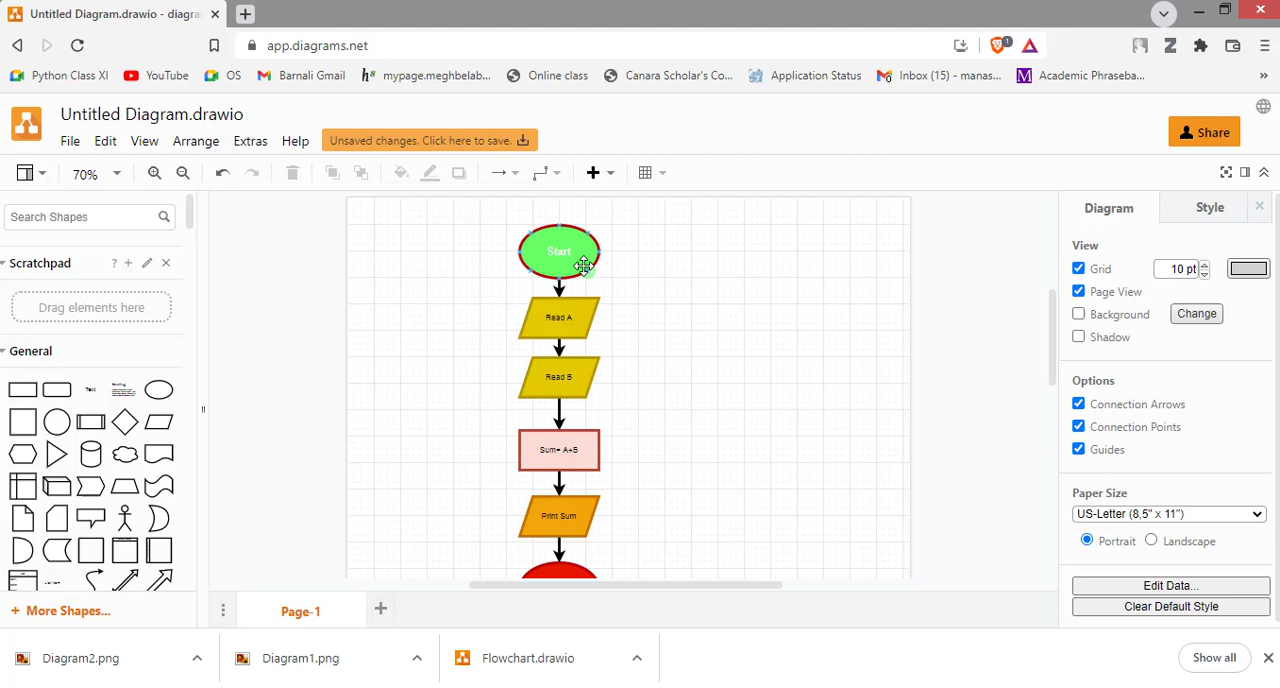 Untitled Diagram.drawio - diagra
app.diagrams.net
1
Python Class XI
YouTube
OS
Barnali Gmail
mypage.meghbelab...
Online class
Canara Scholar's Co...
Application Status
Inbox (15) - manas...
Academic Phraseba...
»
Untitled Diagram.drawio
File Edit View Arrange Extras Help
Unsaved changes. Click here to save.
Share
70%
Search Shapes
Scratchpad
Drag elements here
General
Text
Heading
List Item
+ More Shapes...
Start
Read A
Read B
Sum= A+B
Print Sum
Diagram
Style
View
Grid
10 pt
Page View
Background
Change
Shadow
Options
Connection Arrows
Connection Points
Guides
Paper Size
US-Letter (8,5" x 11")
Portrait
Landscape
Edit Data...
Clear Default Style
Page-1
Diagram2.png
Diagram1.png
Flowchart.drawio
Show all